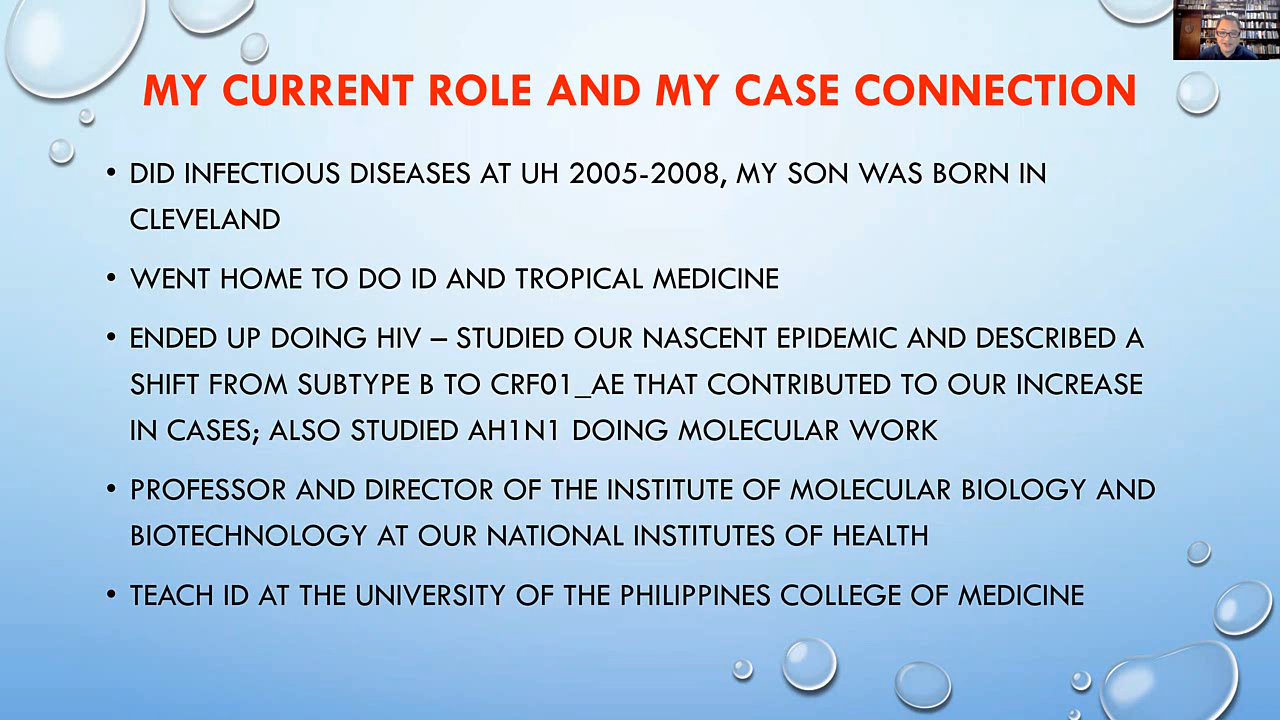 MY CURRENT ROLE AND MY CASE CONNECTION
• DID INFECTIOUS DISEASES AT UH 2005-2008, MY SON WAS BORN IN
CLEVELAND
• WENT HOME TO DO ID AND TROPICAL MEDICINE
• ENDED UP DOING HIV – STUDIED OUR NASCENT EPIDEMIC AND DESCRIBED A
SHIFT FROM SUBTYPE B TO CRF01_AE THAT CONTRIBUTED TO OUR INCREASE
IN CASES; ALSO STUDIED AH1N1 DOING MOLECULAR WORK
• PROFESSOR AND DIRECTOR OF THE INSTITUTE OF MOLECULAR BIOLOGY AND
BIOTECHNOLOGY AT OUR NATIONAL INSTITUTES OF HEALTH
• TEACH ID AT THE UNIVERSITY OF THE PHILIPPINES COLLEGE OF MEDICINE